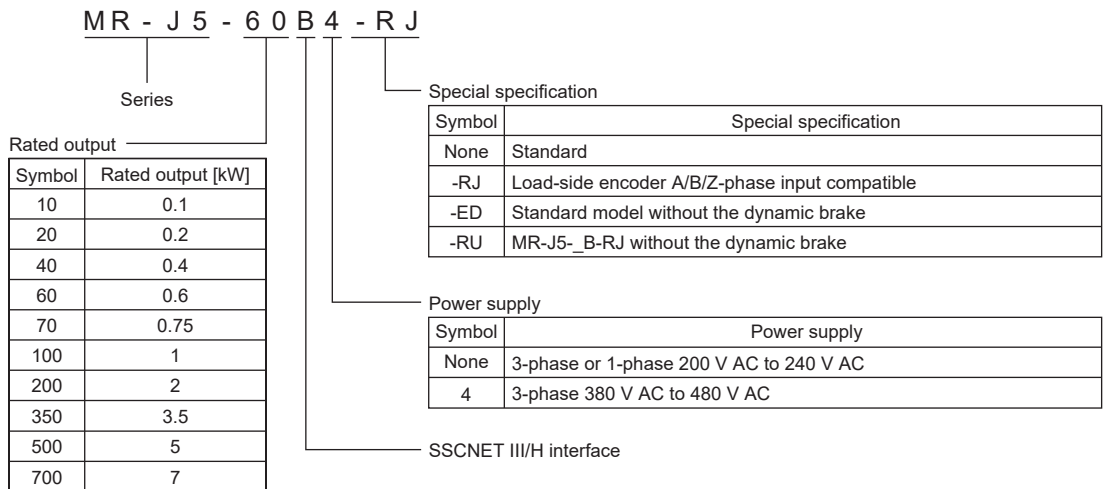 MR-J5-60B4-RJ
Series
Rated output
Symbol Rated output [kW]
10 0.1
20 0.2
40 0.4
60 0.6
70 0.75
100 1
200 2
350 3.5
500 5
700 7
Special specification
Symbol Special specification
None Standard
-RJ Load-side encoder A/B/Z-phase input compatible
-ED Standard model without the dynamic brake
-RU MR-J5-_B-RJ without the dynamic brake
Power supply
Symbol Power supply
None 3-phase or 1-phase 200 V AC to 240 V AC
4 3-phase 380 V AC to 480 V AC
SSCNET III/H interface